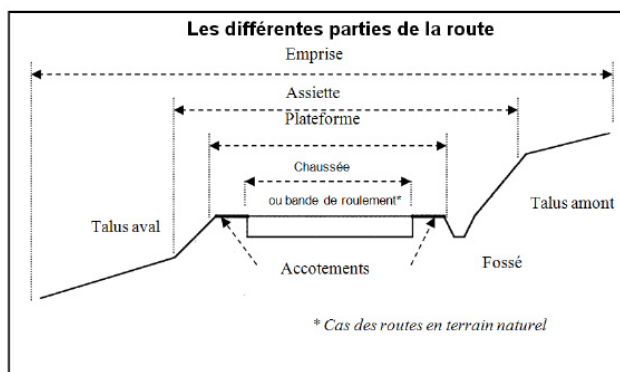 Les différentes parties de la route
Emprise
Assiette
Plateforme
Chaussée
ou bande de roulement*
Talus aval
Talus amont
Accotements
Fossé
* Cas des routes en terrain naturel